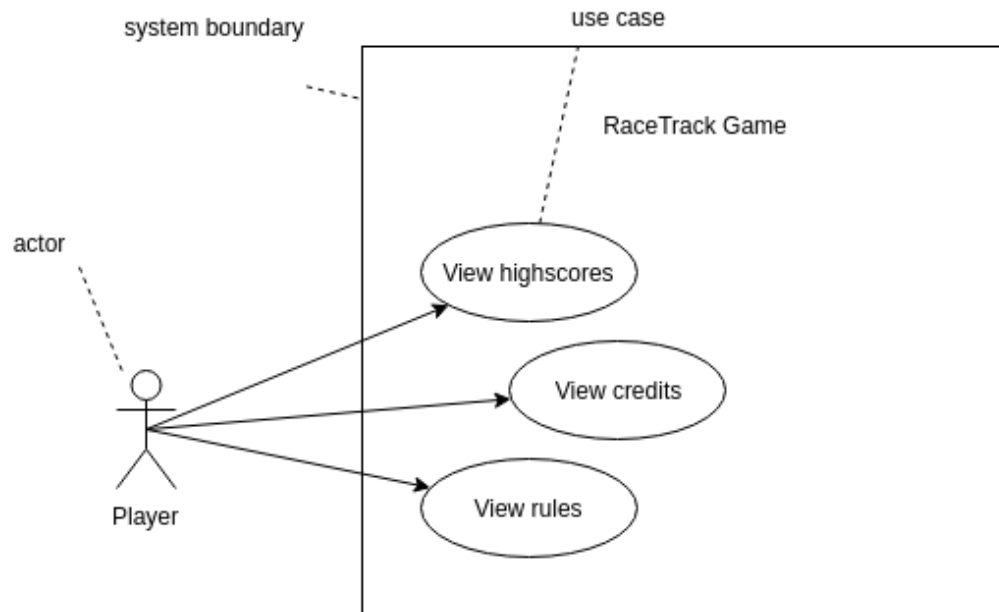 use case
system boundary
RaceTrack Game
actor
View highscores
View credits
View rules
Player